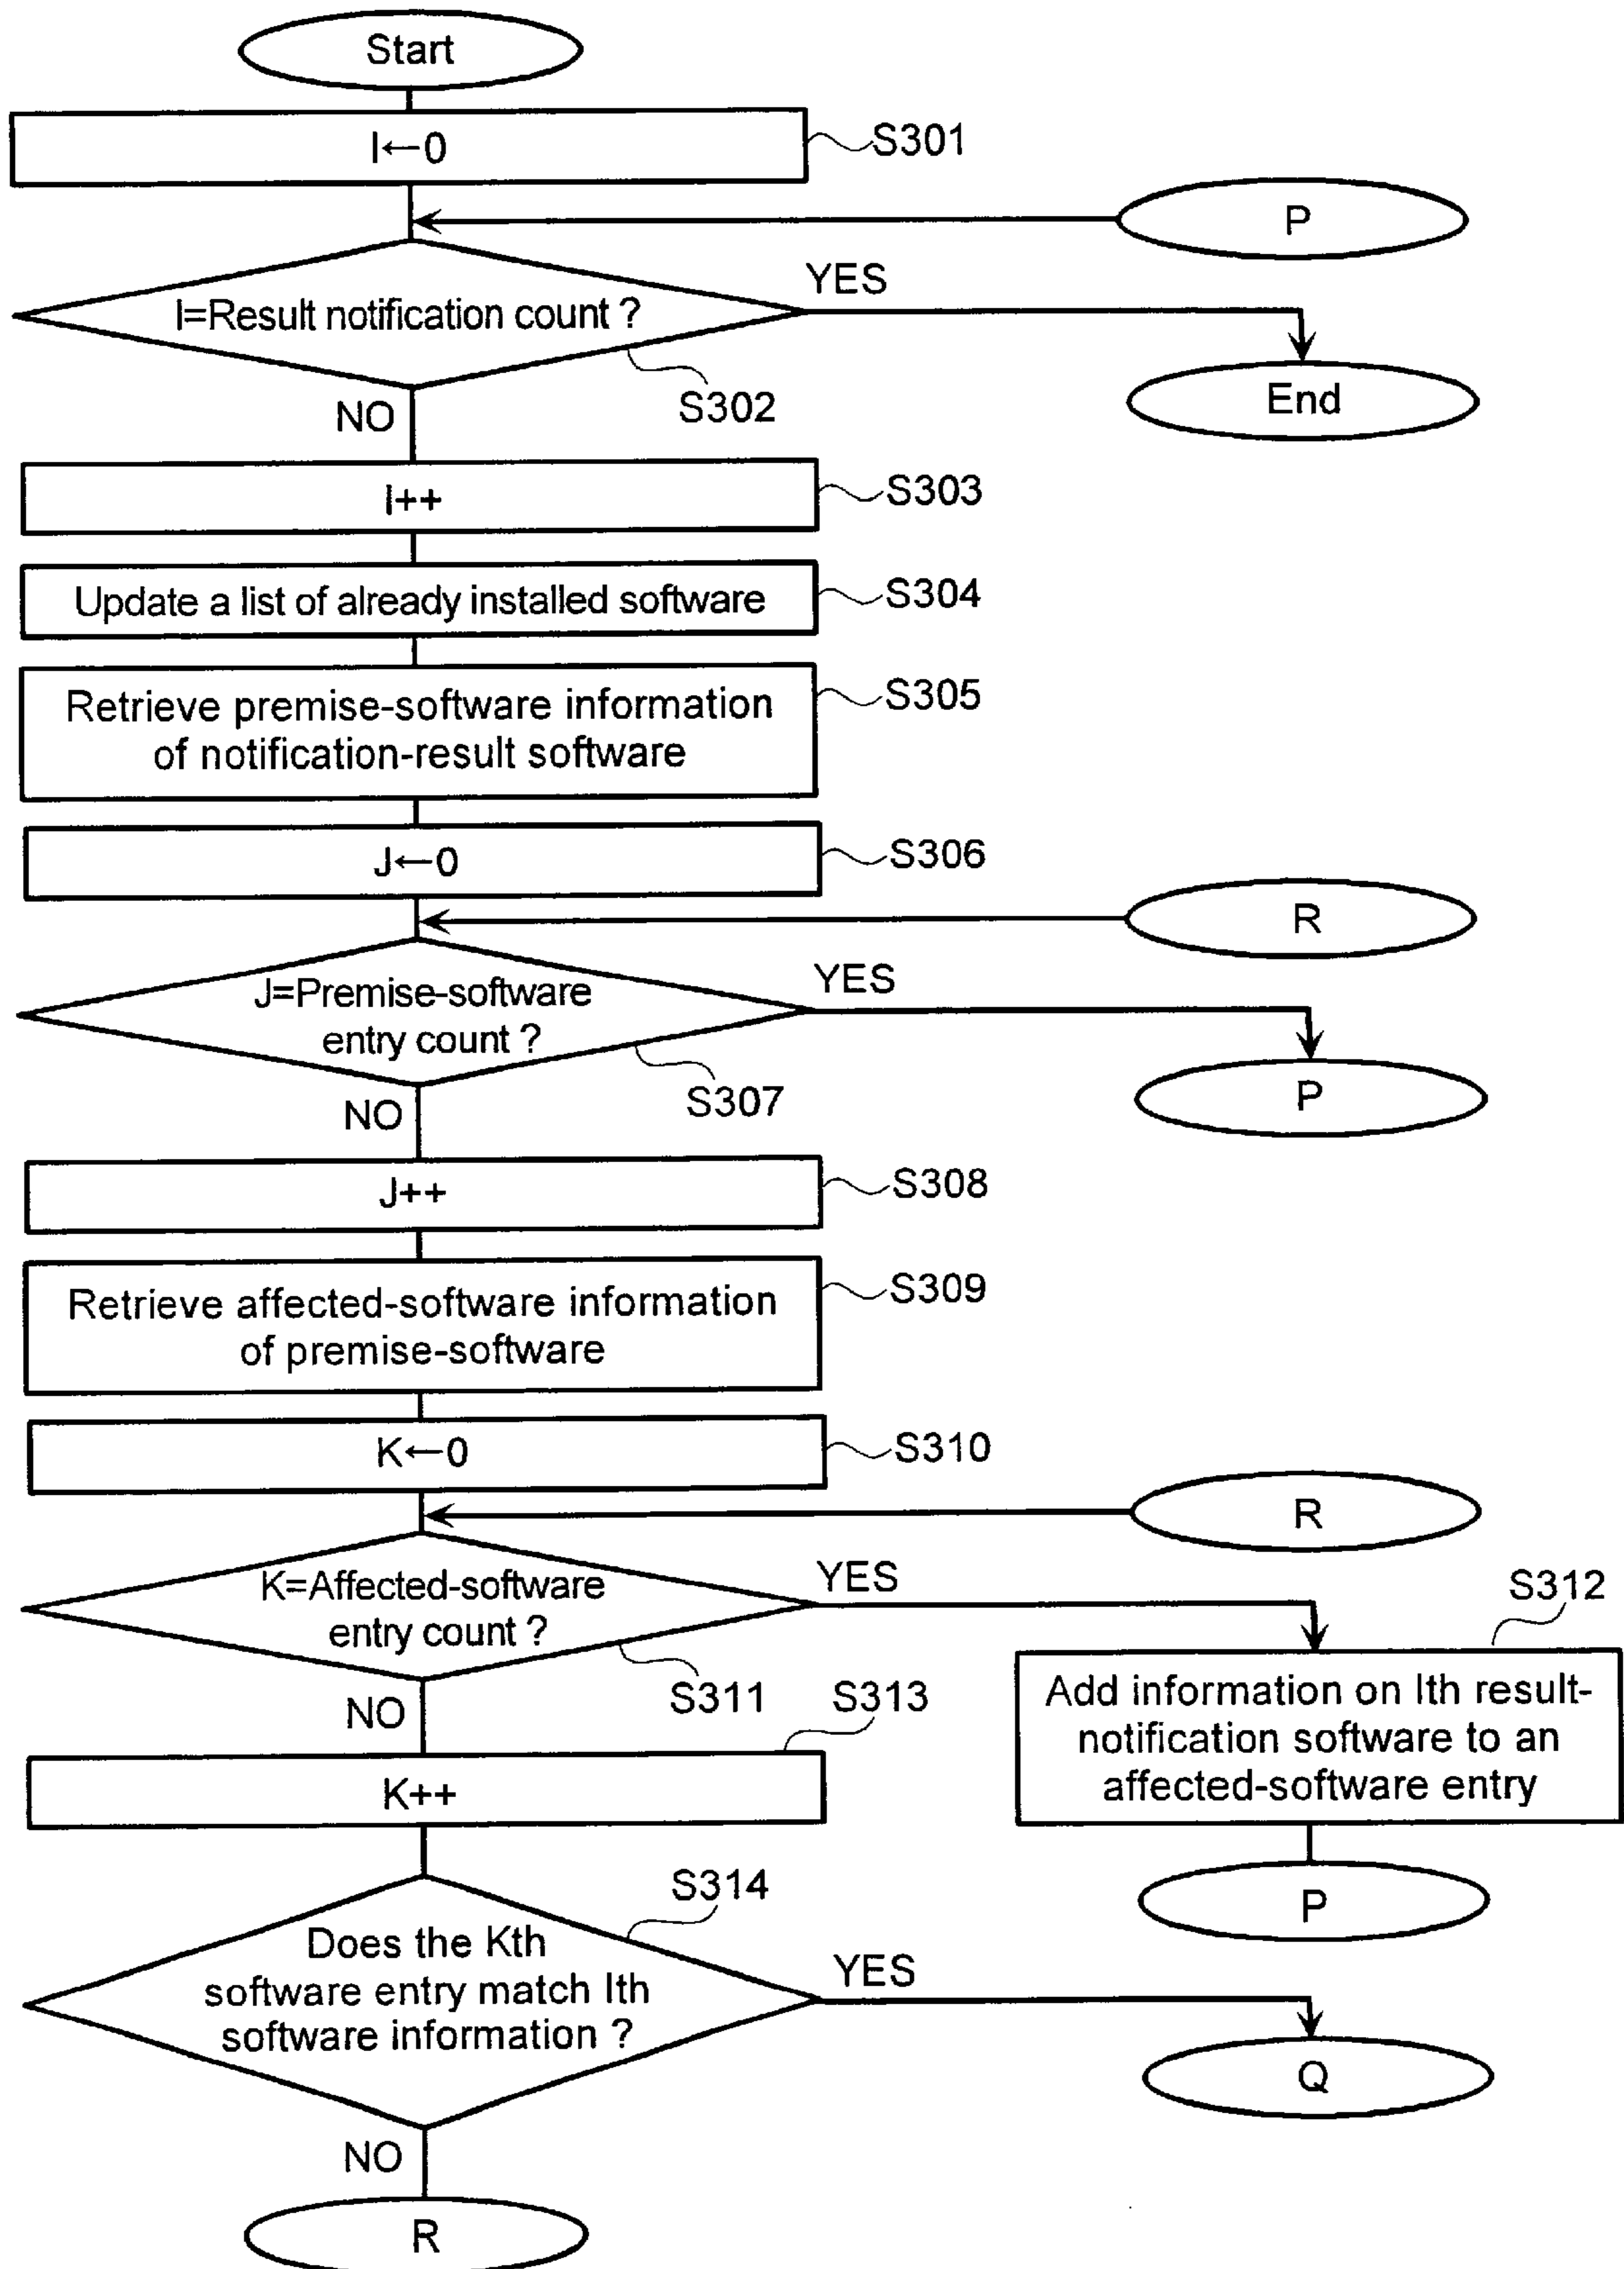 Start
I←0
S301
P
I=Result notification count ?
YES
S302
End
NO
I++
S303
Update a list of already installed software
S304
Retrieve premise-software information
of notification-result software
S305
J←0
S306
R
J=Premise-software
entry count ?
YES
S307
P
NO
J++
S308
Retrieve affected-software information
of premise-software
S309
K←0
S310
R
K=Affected-software
entry count ?
YES
S311
S312
Add information on Ith result-
notification software to an
affected-software entry
P
NO
S313
K++
S314
Does the Kth
software entry match Ith
software information ?
YES
Q
NO
R